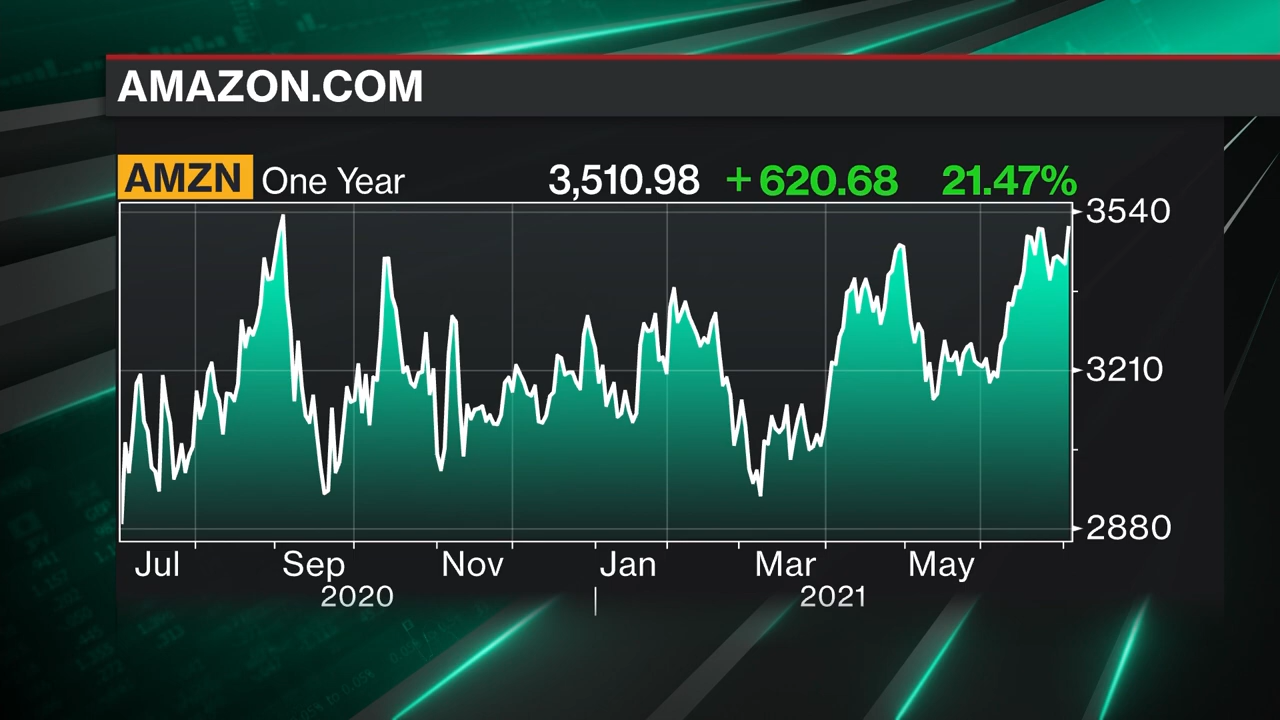 AMAZON.COM
AMZN One Year 3,510.98 +620.68 21.47%
3540
3210
2880
Jul Sep Nov Jan Mar May
2020 2021